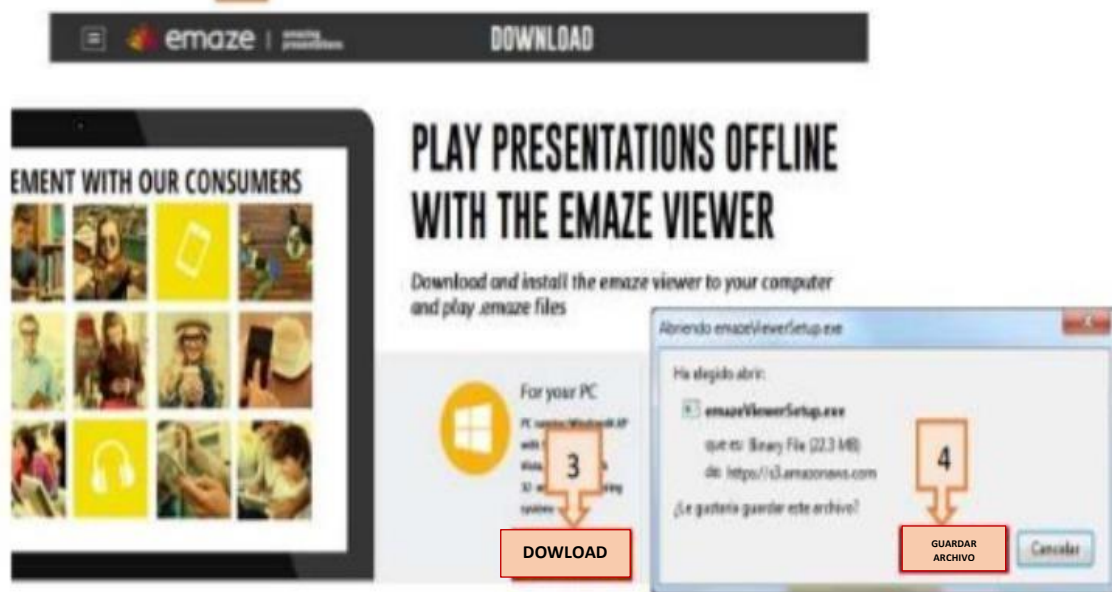 emaze | amazing presentations
DOWNLOAD
EMENT WITH OUR CONSUMERS
PLAY PRESENTATIONS OFFLINE
WITH THE EMAZE VIEWER
Download and install the emaze viewer to your computer
and play .emaze files
For your PC
3
DOWLOAD
Abriendo emazeViewerSetup.exe
Ha elegido abrir:
emazeViewerSetup.exe
que es: Binary File (22.3 MB)
de: https://s3.amazonaws.com
¿Le gustaría guardar este archivo?
4
GUARDAR
ARCHIVO
Cancelar